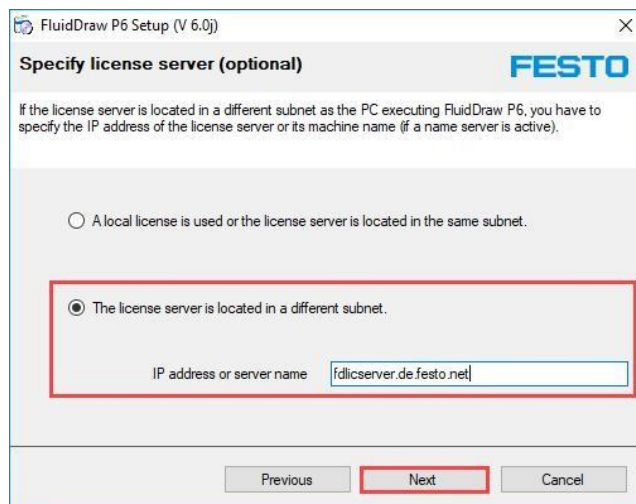 FluidDraw P6 Setup (V 6.0j)
Specify license server (optional)
FESTO
If the license server is located in a different subnet as the PC executing FluidDraw P6, you have to
specify the IP address of the license server or its machine name (if a name server is active).
A local license is used or the license server is located in the same subnet.
The license server is located in a different subnet.
IP address or server name
fdlicserver.de.festo.net
Previous
Next
Cancel